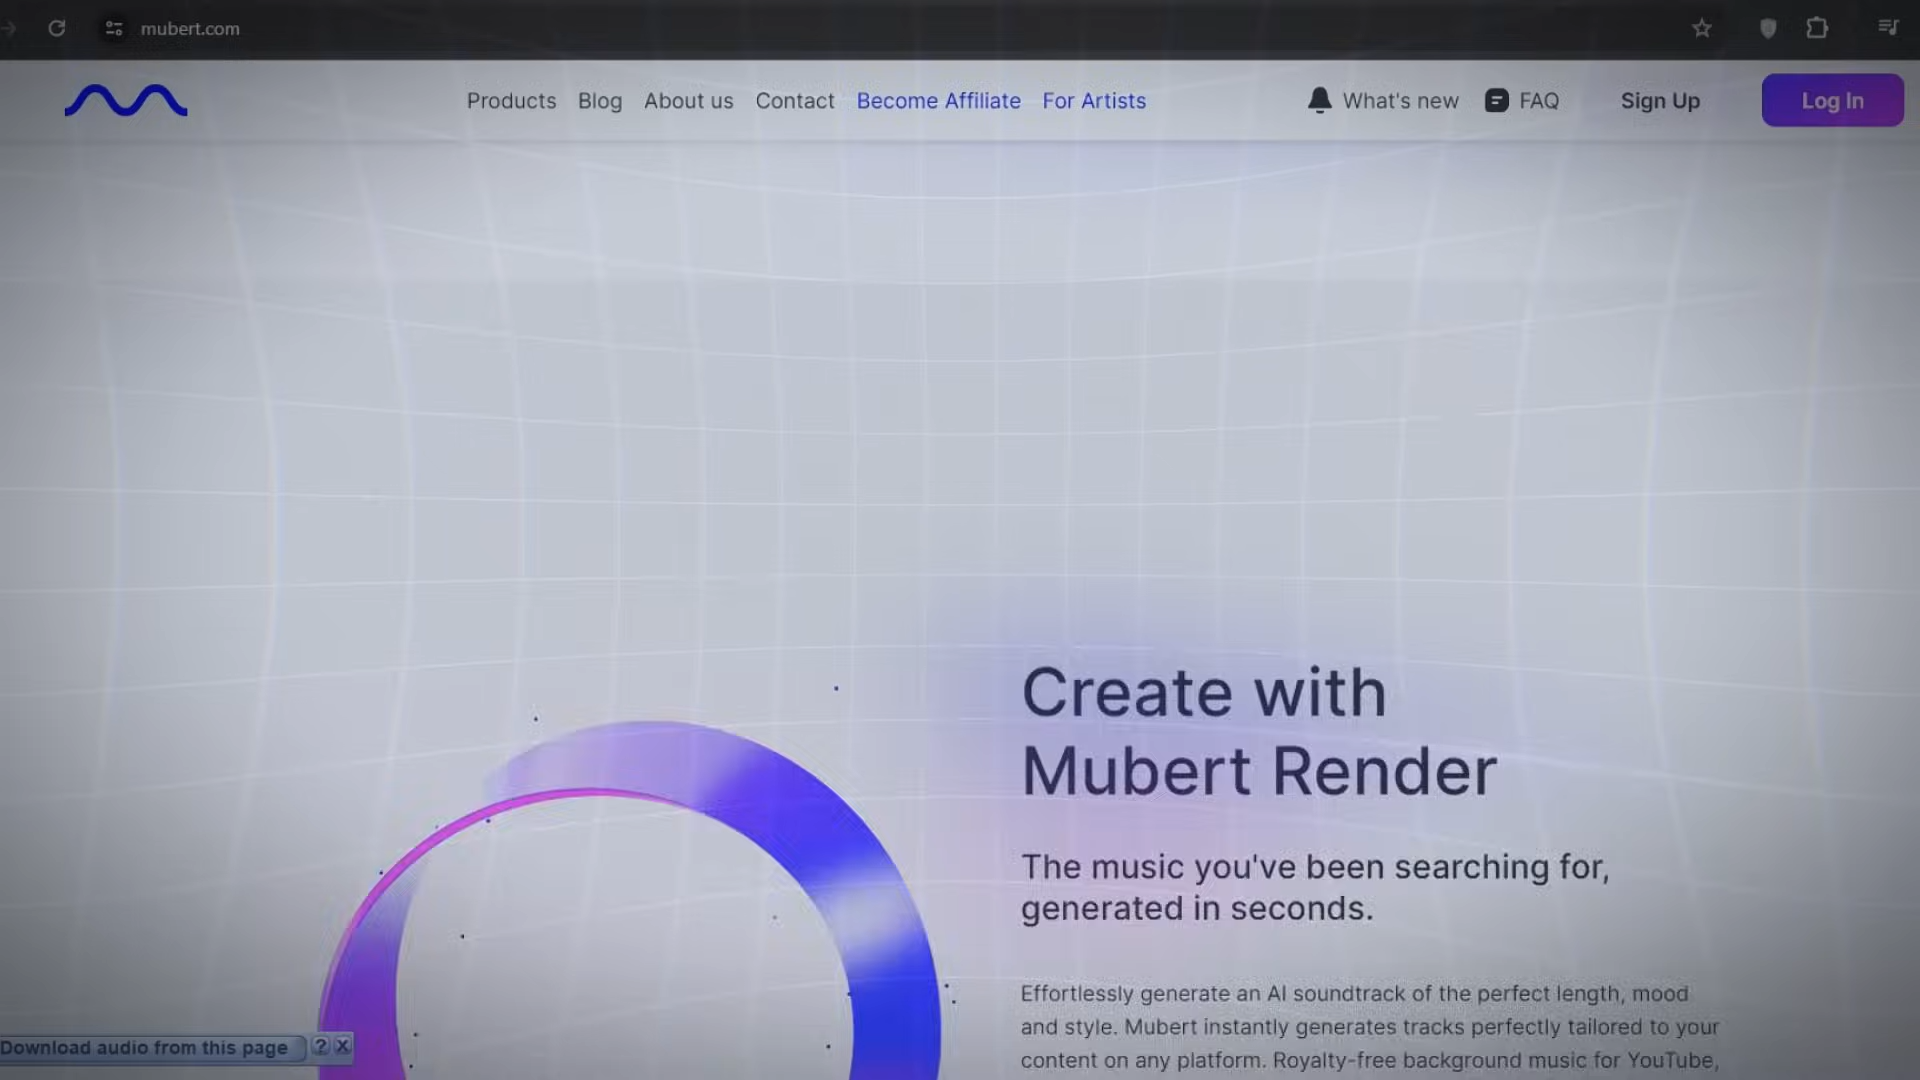 mubert.com
Products Blog About us Contact Become Affiliate For Artists What's new FAQ Sign Up Log In
Create with
Mubert Render
The music you've been searching for,
generated in seconds.
Effortlessly generate an AI soundtrack of the perfect length, mood
and style. Mubert instantly generates tracks perfectly tailored to your
content on any platform. Royalty-free background music for YouTube,
Download audio from this page ? X